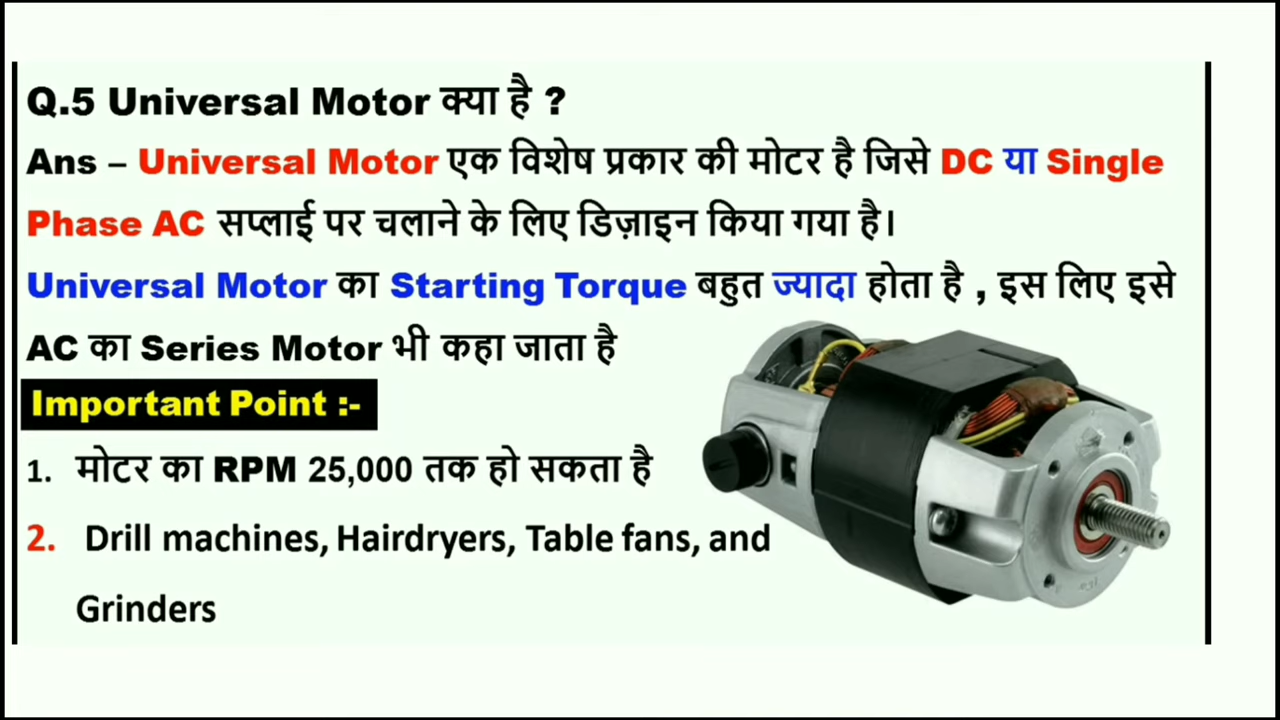 Q.5 Universal Motor क्या है ?
Ans – Universal Motor एक विशेष प्रकार की मोटर है जिसे DC या Single
Phase AC सप्लाई पर चलाने के लिए डिज़ाइन किया गया है।
Universal Motor का Starting Torque बहुत ज्यादा होता है , इस लिए इसे
AC का Series Motor भी कहा जाता है
Important Point :-
1. मोटर का RPM 25,000 तक हो सकता है
2. Drill machines, Hairdryers, Table fans, and
Grinders